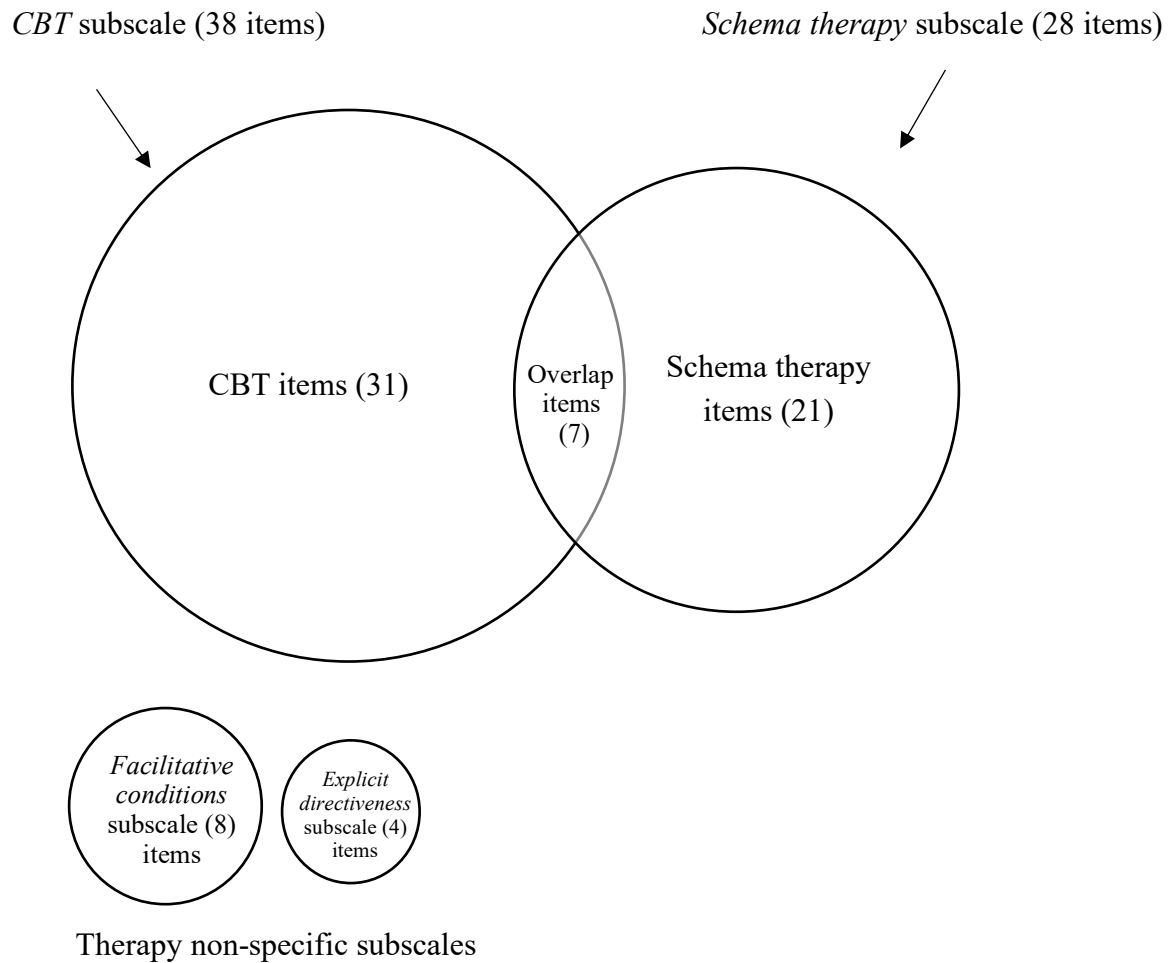 CBT subscale (38 items)
Schema therapy subscale (28 items)
CBT items (31)
Overlap
items
(7)
Schema therapy
items (21)
Facilitative
conditions
subscale (8)
items
Explicit
directiveness
subscale (4)
items
Therapy non-specific subscales